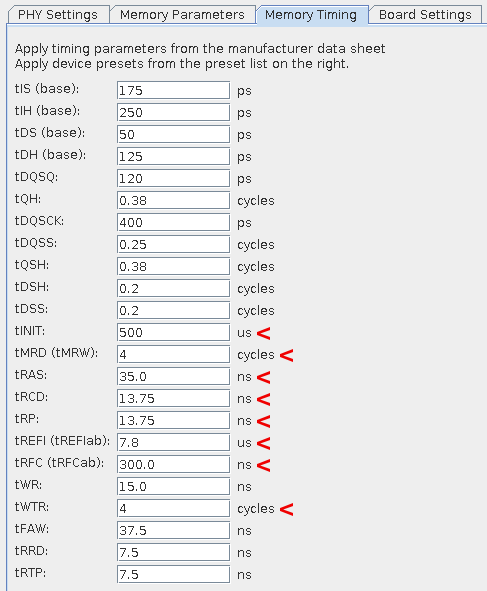 PHY Settings Memory Parameters Memory Timing Board Settings
Apply timing parameters from the manufacturer data sheet
Apply device presets from the preset list on the right.
tIS (base): 175 ps
tIH (base): 250 ps
tDS (base): 50 ps
tDH (base): 125 ps
tDQSQ: 120 ps
tQH: 0.38 cycles
tDQSCK: 400 ps
tDQSS: 0.25 cycles
tQSH: 0.38 cycles
tDSH: 0.2 cycles
tDSS: 0.2 cycles
tINIT: 500 us <
tMRD (tMRW): 4 cycles <
tRAS: 35.0 ns <
tRCD: 13.75 ns <
tRP: 13.75 ns <
tREFI (tREFIab): 7.8 us <
tRFC (tRFCab): 300.0 ns <
tWR: 15.0 ns
tWTR: 4 cycles <
tFAW: 37.5 ns
tRRD: 7.5 ns
tRTP: 7.5 ns